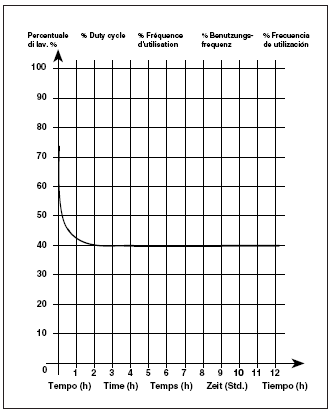 Percentuale di lav. %
% Duty cycle
% Fréquence d'utilisation
% Benutzungs-frequenz
% Frecuencia de utilización
100
90
80
70
60
50
40
30
20
10
0
1 2 3 4 5 6 7 8 9 10 11 12
Tempo (h) Time (h) Temps (h) Zeit (Std.) Tiempo (h)